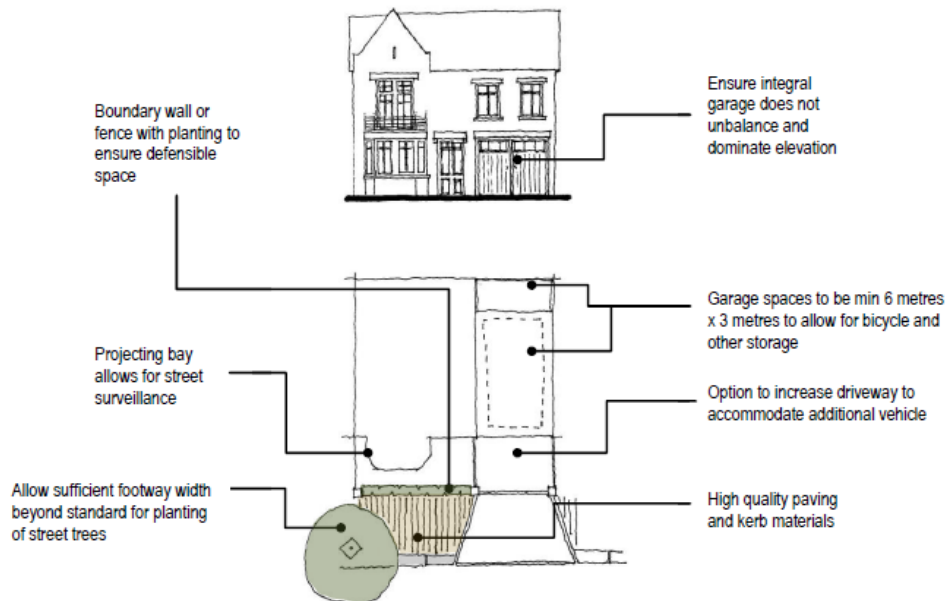 Boundary wall or
fence with planting to
ensure defensible
space
Ensure integral
garage does not
unbalance and
dominate elevation
Projecting bay
allows for street
surveillance
Garage spaces to be min 6 metres
x 3 metres to allow for bicycle and
other storage
Option to increase driveway to
accommodate additional vehicle
Allow sufficient footway width
beyond standard for planting
of street trees
High quality paving
and kerb materials